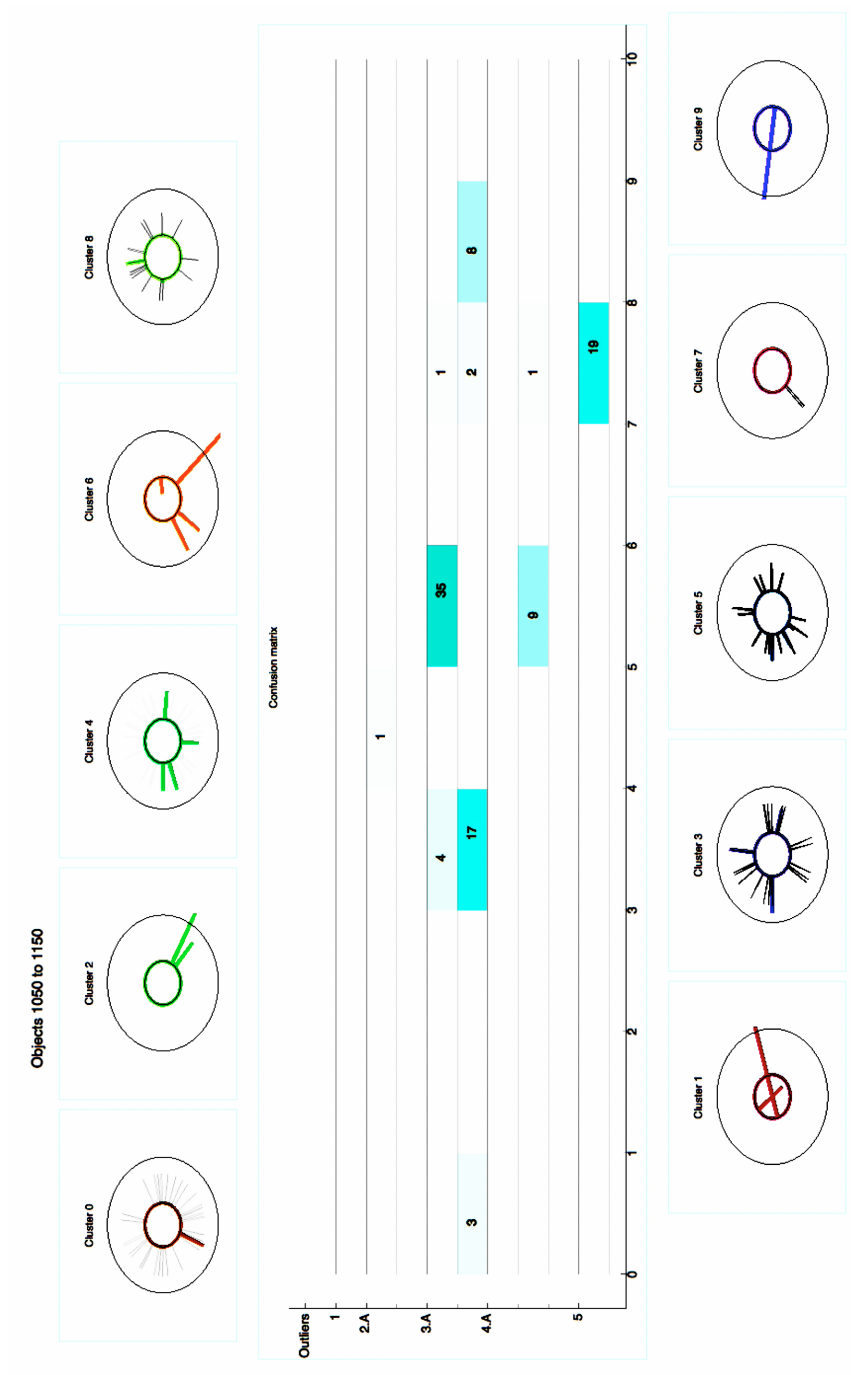 Objects 1050 to 1150
Cluster 0 Cluster 2 Cluster 4 Cluster 6 Cluster 8
Confusion matrix
Outliers
1
2.A
1
3.A
4 35 1
3 17 2 8
4.A
9 1
5
19
0 1 2 3 4 5 6 7 8 9 10
Cluster 1 Cluster 3 Cluster 5 Cluster 7 Cluster 9